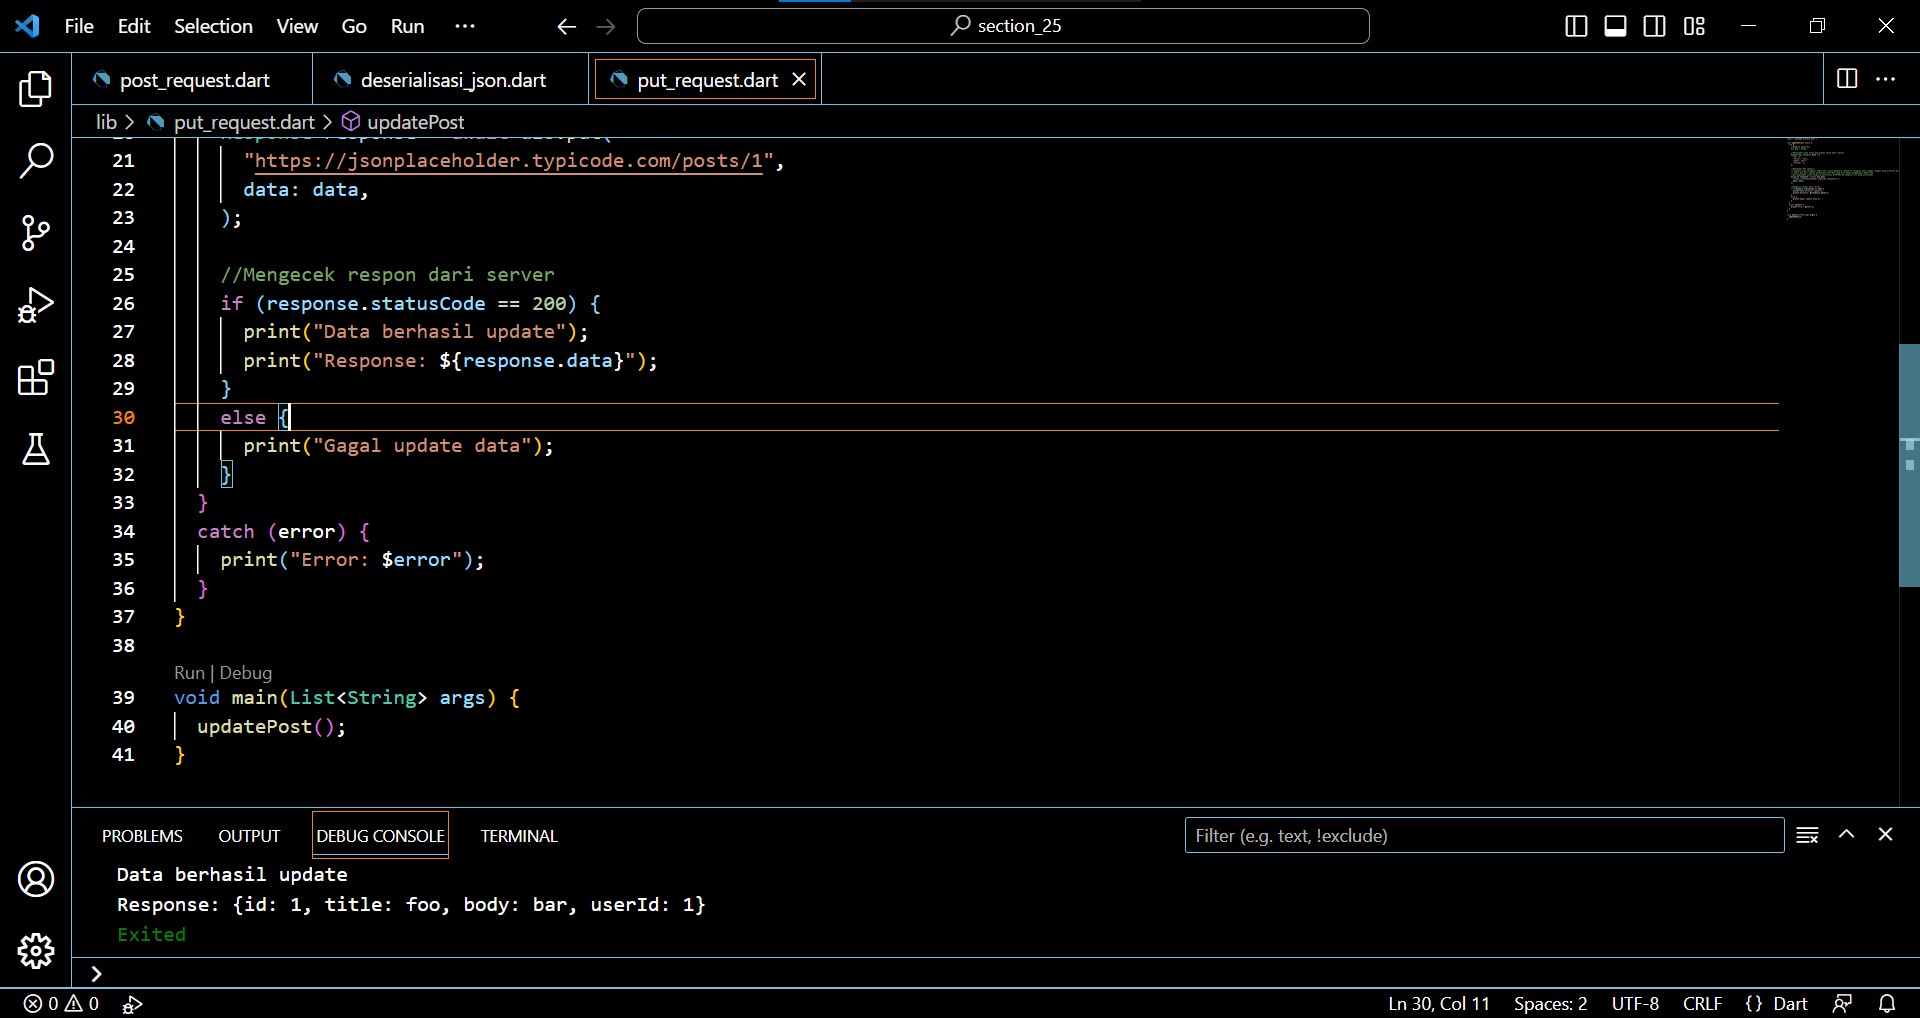 File Edit Selection View Go Run ··· section_25
post_request.dart deserialisasi_json.dart put_request.dart
lib > put_request.dart > updatePost
21 "https://jsonplaceholder.typicode.com/posts/1",
22 data: data,
23 );
24
25 //Mengecek respon dari server
26 if (response.statusCode == 200) {
27 print("Data berhasil update");
28 print("Response: ${response.data}");
29 }
30 else {
31 print("Gagal update data");
32 }
33 }
34 catch (error) {
35 print("Error: $error");
36 }
37 }
38
Run | Debug
39 void main(List<String> args) {
40 updatePost();
41 }
PROBLEMS OUTPUT DEBUG CONSOLE TERMINAL Filter (e.g. text, !exclude)
Data berhasil update
Response: {id: 1, title: foo, body: bar, userId: 1}
Exited
0 0 Ln 30, Col 11 Spaces: 2 UTF-8 CRLF {} Dart